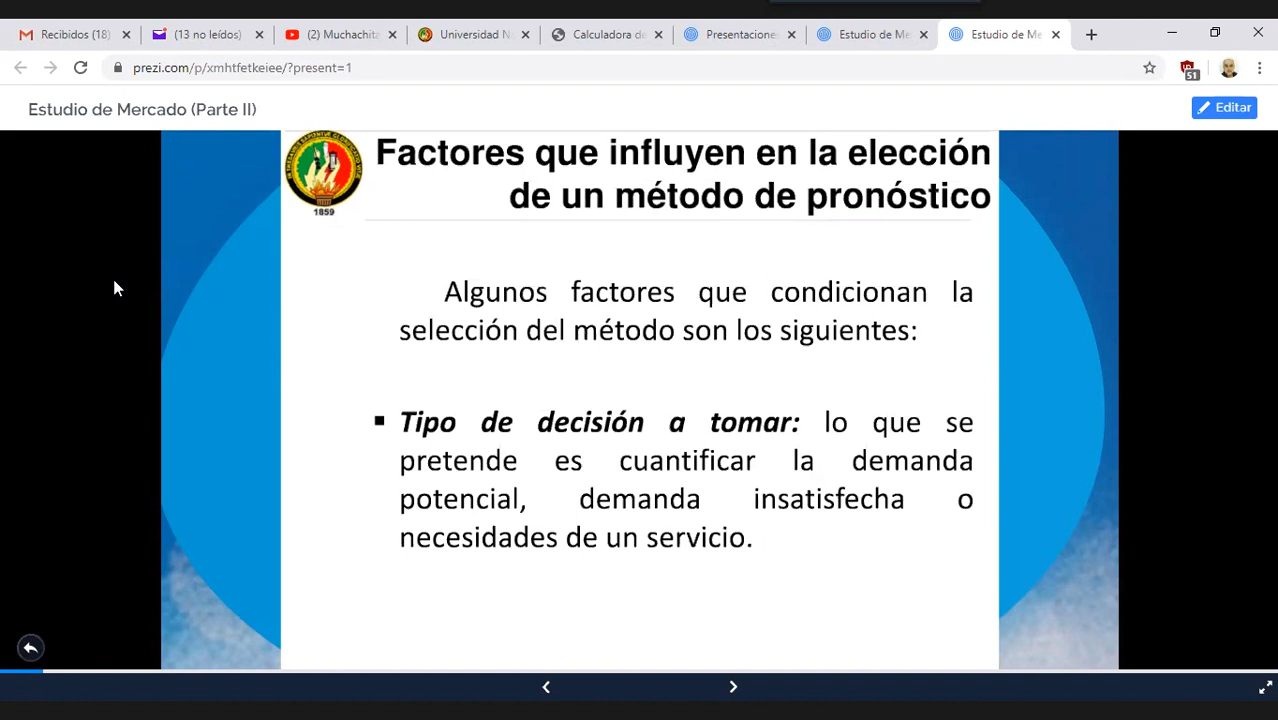 Recibidos (18)
(13 no leídos)
(2) Muchachita
Universidad N
Calculadora de
Presentacione
Estudio de Me
Estudio de Me
prezi.com/p/xmhtfetkeiee/?present=1
51
Estudio de Mercado (Parte II)
Editar
1859
Factores que influyen en la elección
de un método de pronóstico
Algunos factores que condicionan la
selección del método son los siguientes:
▪ Tipo de decisión a tomar: lo que se
pretende es cuantificar la demanda
potencial, demanda insatisfecha o
necesidades de un servicio.